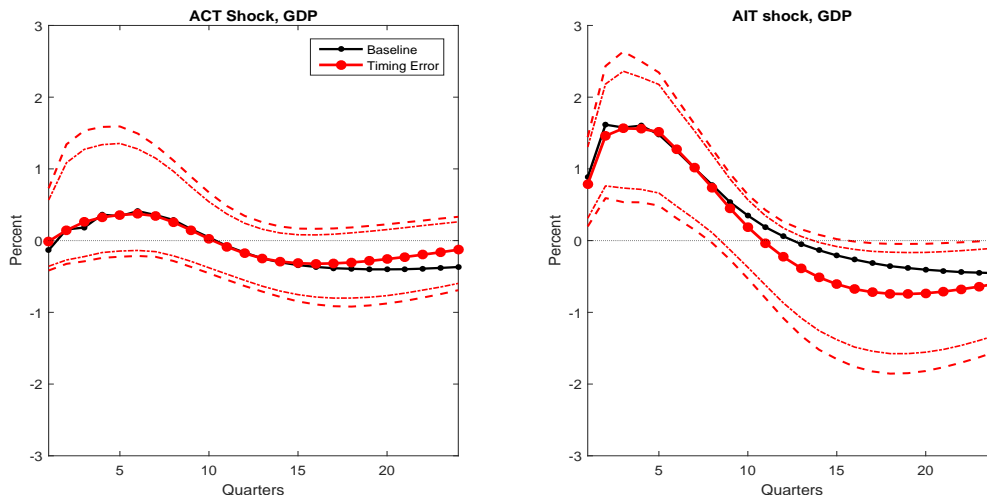 ACT Shock, GDP
3
2
1
0
-1
-2
-3
Percent
5
10
15
20
Quarters
Baseline
Timing Error
AIT shock, GDP
3
2
1
0
-1
-2
-3
Percent
5
10
15
20
Quarters